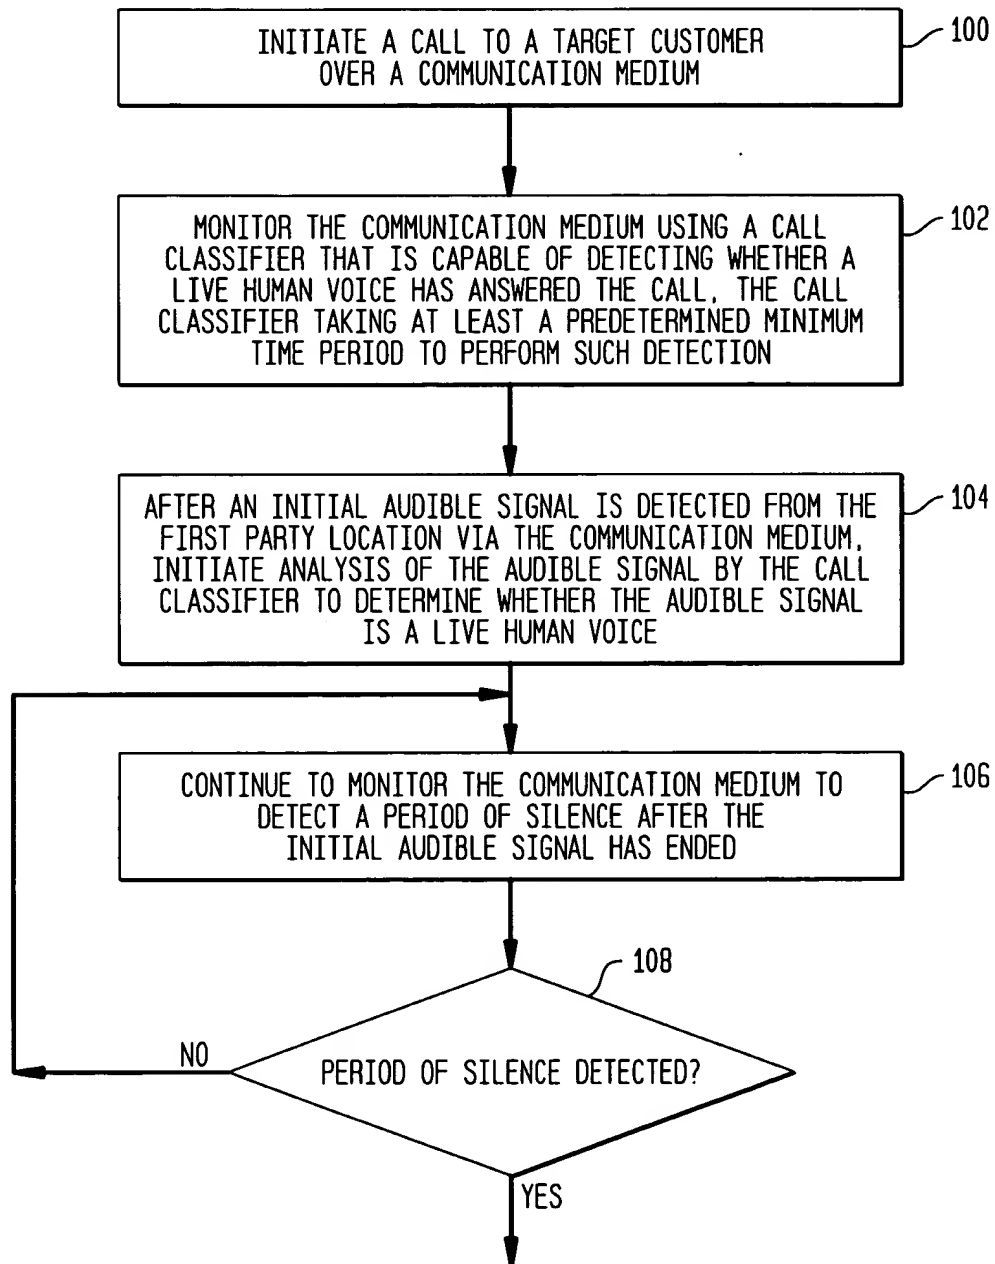 INITIATE A CALL TO A TARGET CUSTOMER
OVER A COMMUNICATION MEDIUM
100
MONITOR THE COMMUNICATION MEDIUM USING A CALL
CLASSIFIER THAT IS CAPABLE OF DETECTING WHETHER A
LIVE HUMAN VOICE HAS ANSWERED THE CALL, THE CALL
CLASSIFIER TAKING AT LEAST A PREDETERMINED MINIMUM
TIME PERIOD TO PERFORM SUCH DETECTION
102
AFTER AN INITIAL AUDIBLE SIGNAL IS DETECTED FROM THE
FIRST PARTY LOCATION VIA THE COMMUNICATION MEDIUM,
INITIATE ANALYSIS OF THE AUDIBLE SIGNAL BY THE CALL
CLASSIFIER TO DETERMINE WHETHER THE AUDIBLE SIGNAL
IS A LIVE HUMAN VOICE
104
CONTINUE TO MONITOR THE COMMUNICATION MEDIUM TO
DETECT A PERIOD OF SILENCE AFTER THE
INITIAL AUDIBLE SIGNAL HAS ENDED
106
108
NO
PERIOD OF SILENCE DETECTED?
YES